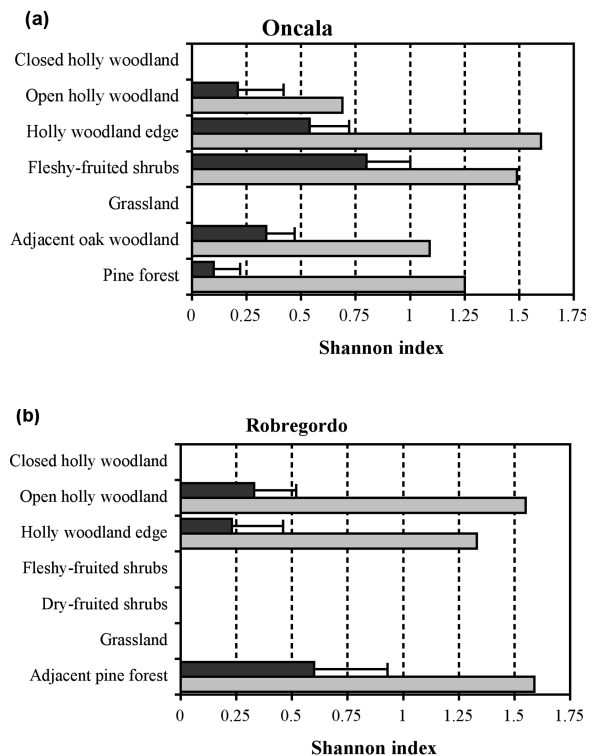 (a)
Oncala
Closed holly woodland
Open holly woodland
Holly woodland edge
Fleshy-fruited shrubs
Grassland
Adjacent oak woodland
Pine forest
0 0.25 0.5 0.75 1 1.25 1.5 1.75
Shannon index
(b)
Robregordo
Closed holly woodland
Open holly woodland
Holly woodland edge
Fleshy-fruited shrubs
Dry-fruited shrubs
Grassland
Adjacent pine forest
0 0.25 0.5 0.75 1 1.25 1.5 1.75
Shannon index